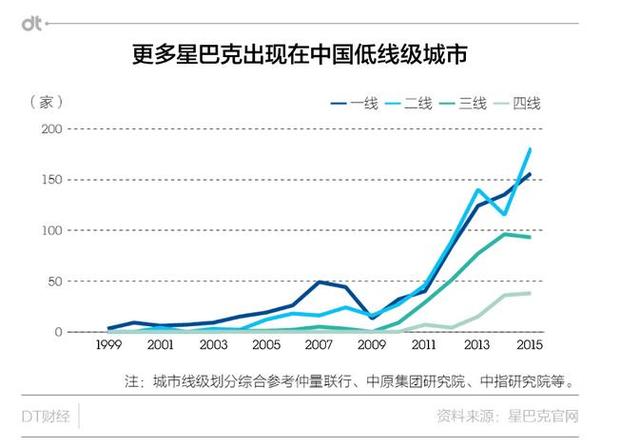 dt
更多星巴克出现在中国低线级城市
（家）
一线 二线 三线 四线
200
150
100
50
0
1999 2001 2003 2005 2007 2009 2011 2013 2015
注：城市线级划分综合参考仲量联行、中原集团研究院、中指研究院等。
DT财经 资料来源：星巴克官网